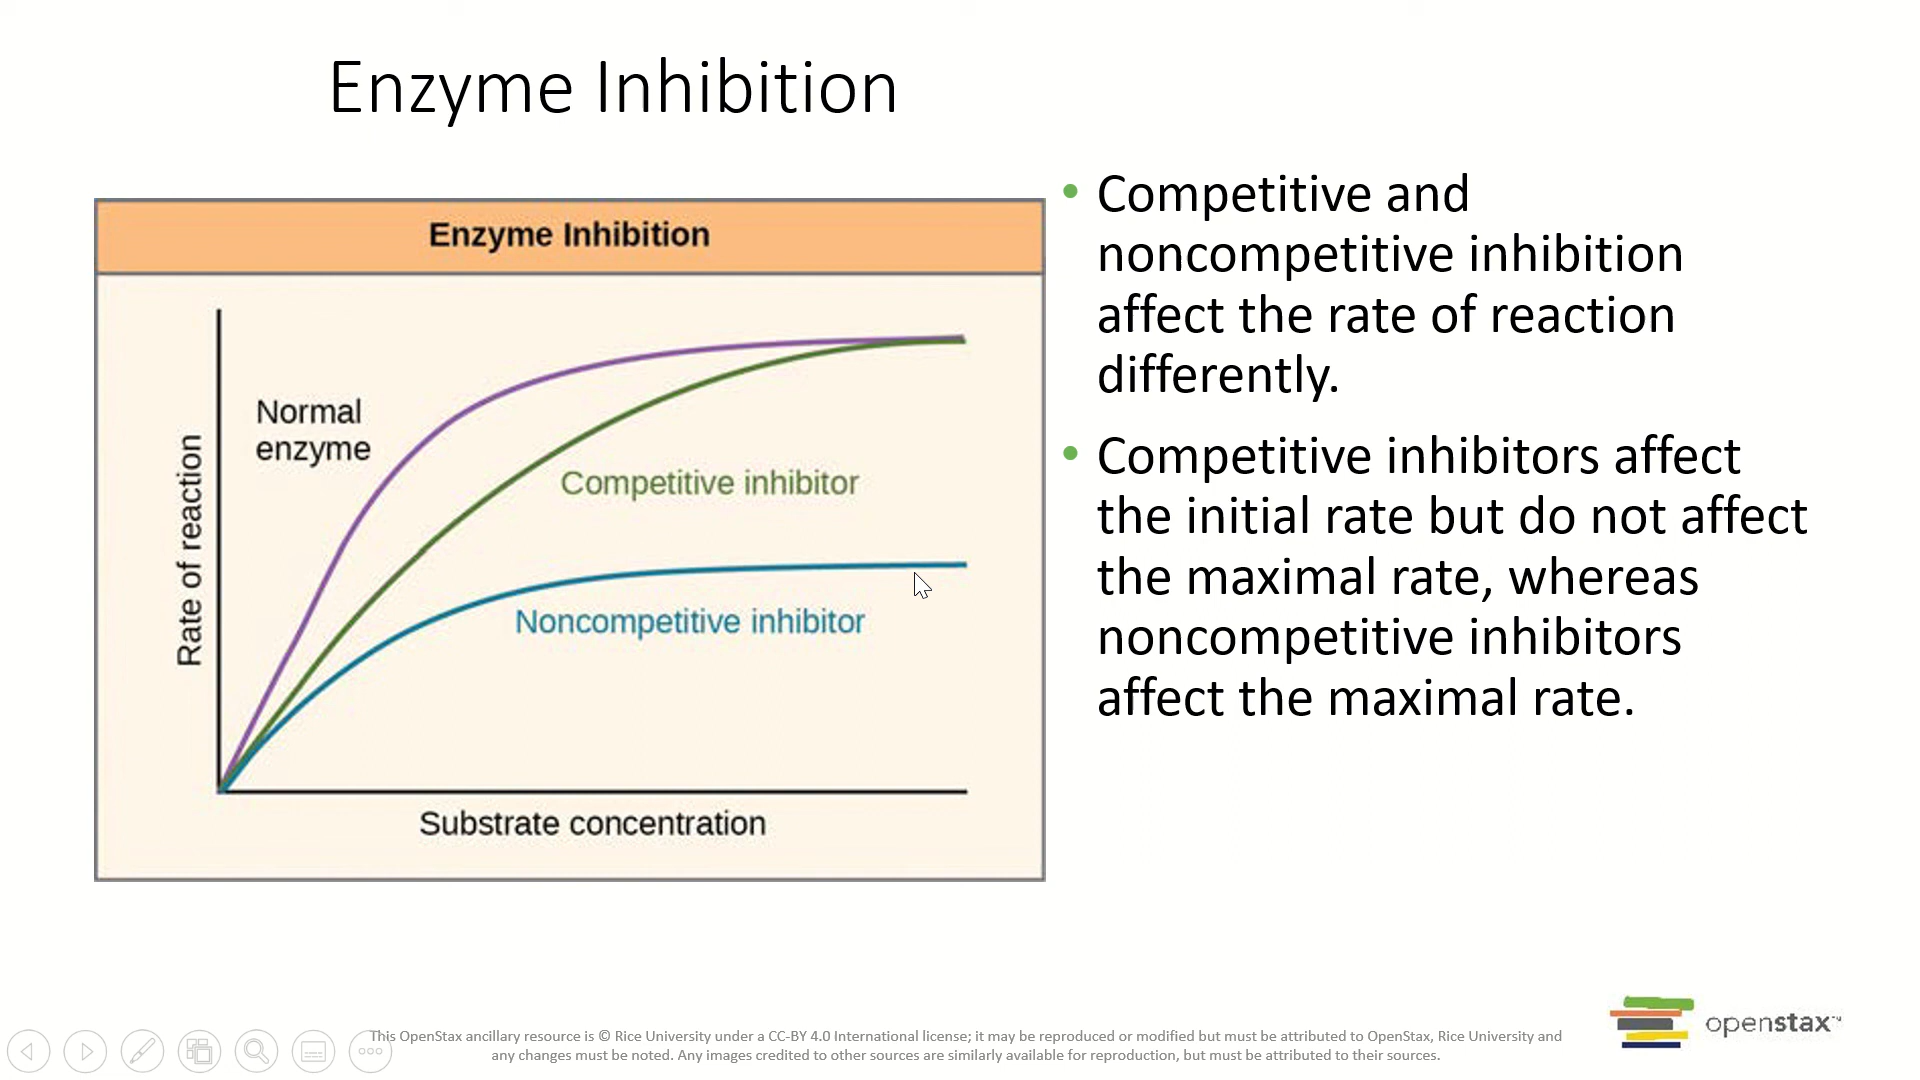 Enzyme Inhibition
Enzyme Inhibition
Normal
enzyme
Competitive inhibitor
Noncompetitive inhibitor
Rate of reaction
Substrate concentration
• Competitive and
noncompetitive inhibition
affect the rate of reaction
differently.
• Competitive inhibitors affect
the initial rate but do not affect
the maximal rate, whereas
noncompetitive inhibitors
affect the maximal rate.
This OpenStax ancillary resource is © Rice University under a CC-BY 4.0 International license; it may be reproduced or modified but must be attributed to OpenStax, Rice University and
any changes must be noted. Any images credited to other sources are similarly available for reproduction, but must be attributed to their sources.
openstax™